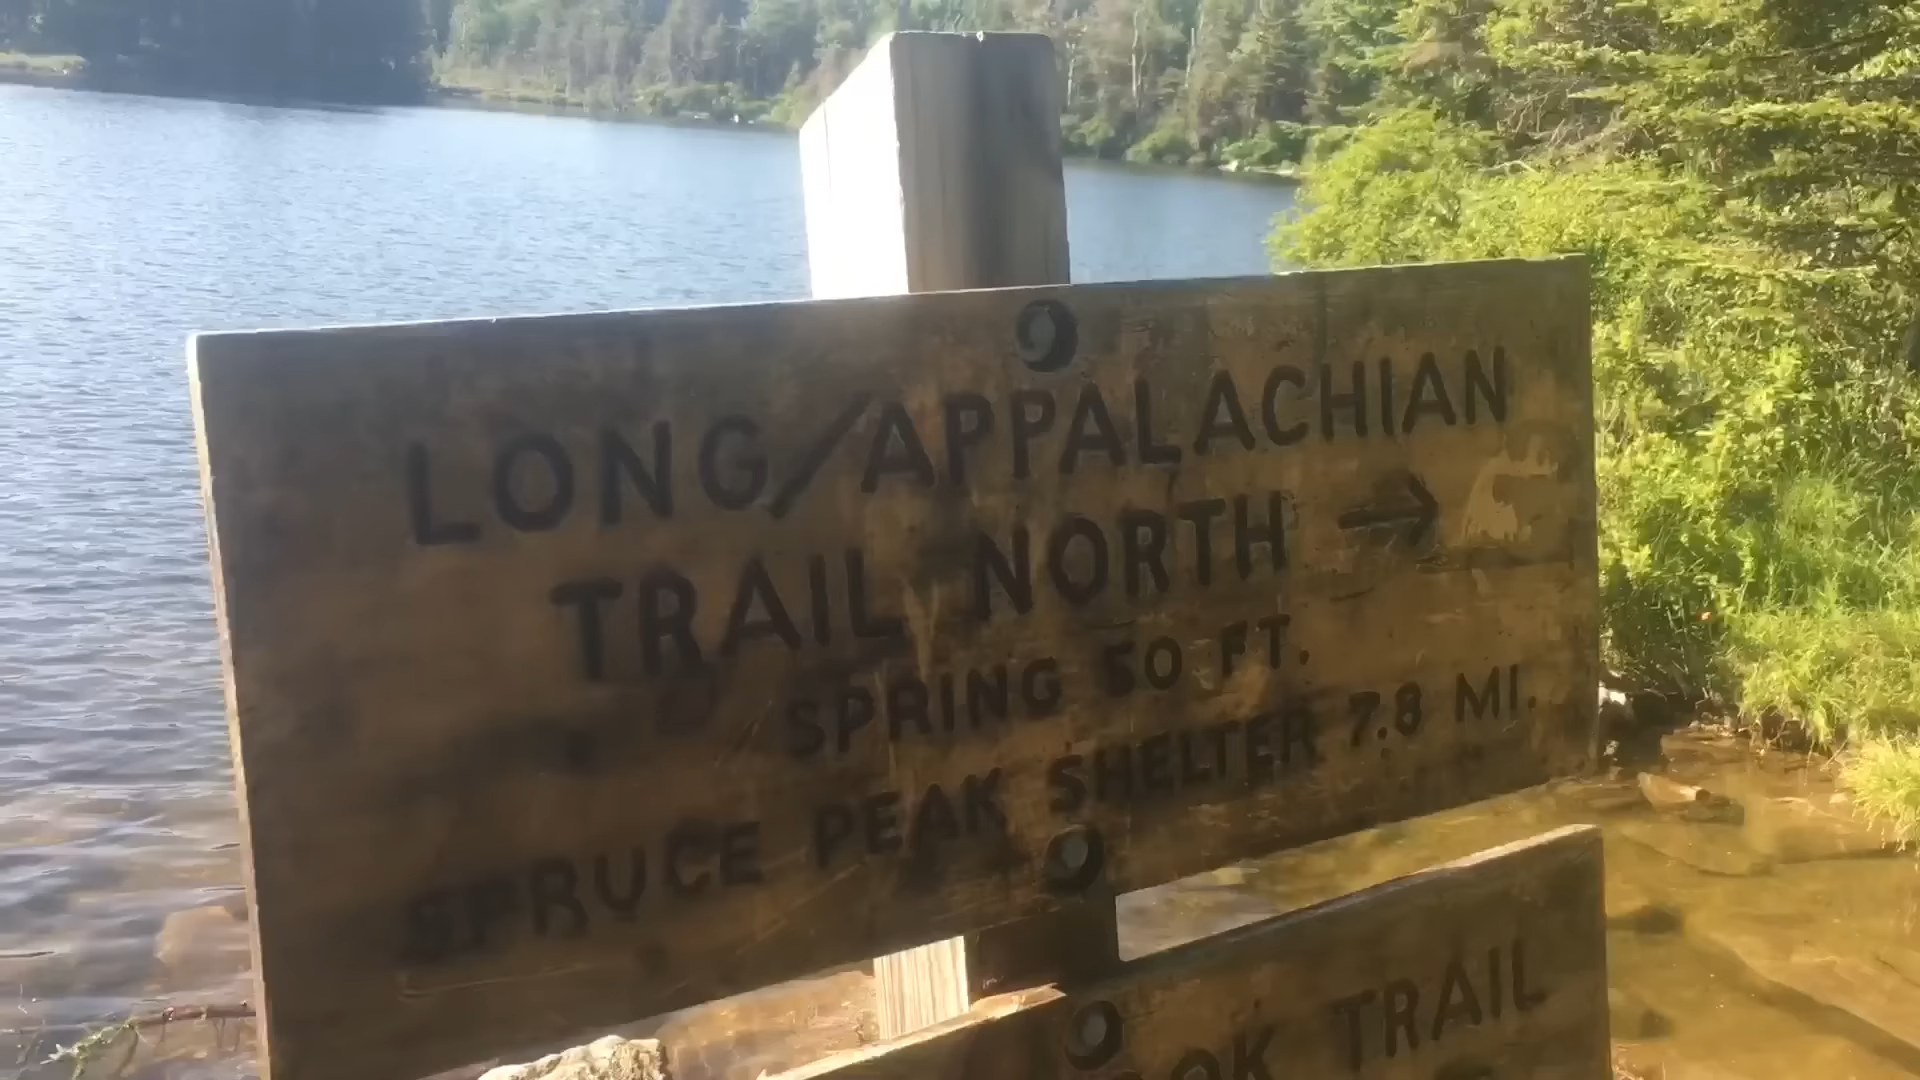 LONG/APPALACHIAN
TRAIL NORTH →
SPRING 50 FT.
SPRUCE PEAK SHELTER 7.8 MI.
TRAIL